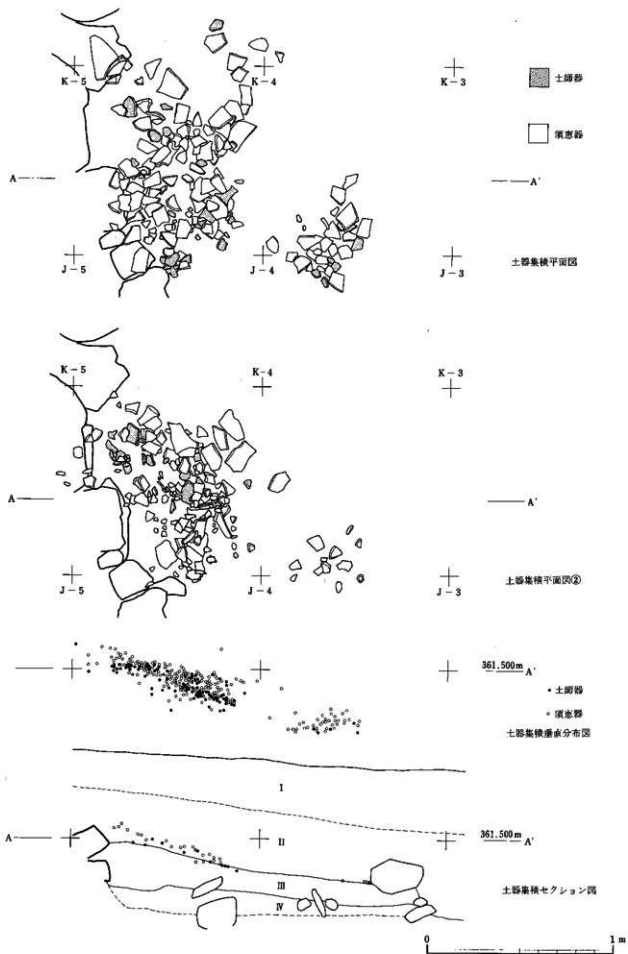 K-5 K-4 K-3
土師器
須恵器
A A'
J-5 J-4 J-3
土器集積平面図
K-5 K-4 K-3
A A'
J-5 J-4 J-3
土器集積平面図②
361.500m A'
土師器
須恵器
土器集積垂直分布図
I
A II 361.500m A'
III
土器集積セクション図
IV
0 1 m